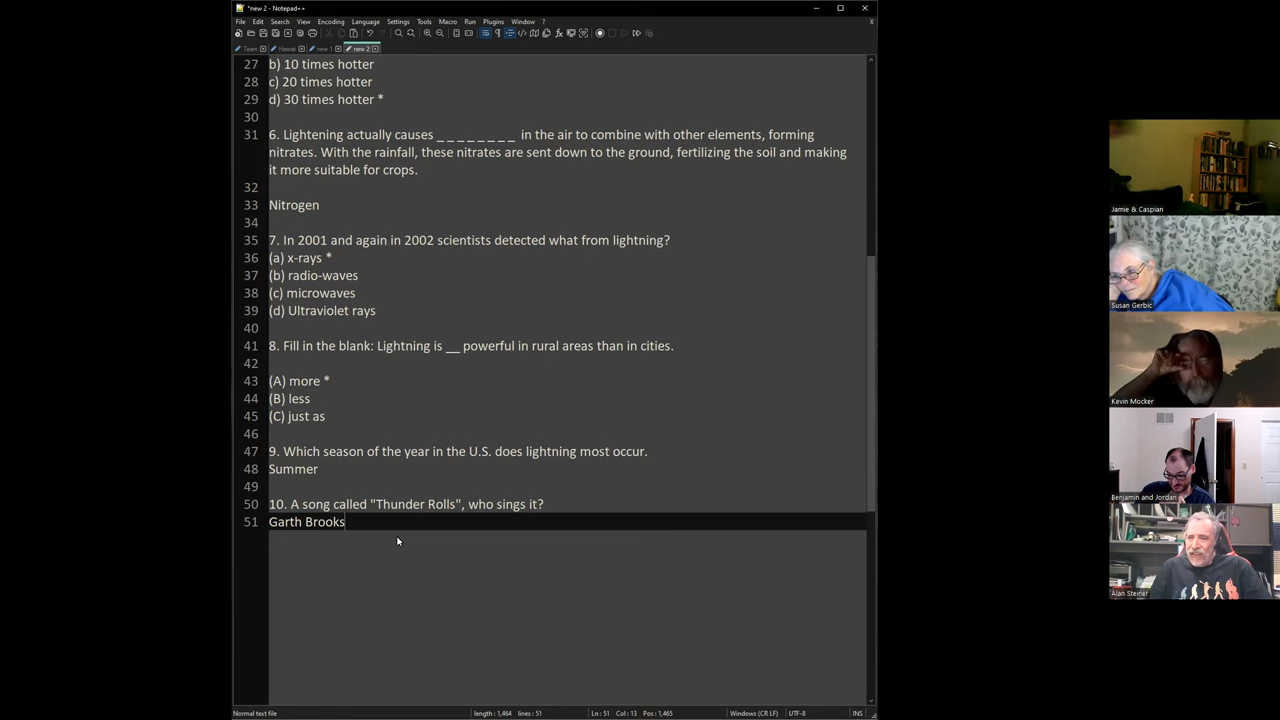 *new 2 - Notepad++
File Edit Search View Encoding Language Settings Tools Macro Run Plugins Window ? X
Team Hawaii new 1 new 2
27 b) 10 times hotter
28 c) 20 times hotter
29 d) 30 times hotter *
30
31 6. Lightening actually causes _ _ _ _ _ _ _ _ in the air to combine with other elements, forming
nitrates. With the rainfall, these nitrates are sent down to the ground, fertilizing the soil and making
it more suitable for crops.
32
33 Nitrogen
34
35 7. In 2001 and again in 2002 scientists detected what from lightning?
36 (a) x-rays *
37 (b) radio-waves
38 (c) microwaves
39 (d) Ultraviolet rays
40
41 8. Fill in the blank: Lightning is __ powerful in rural areas than in cities.
42
43 (A) more *
44 (B) less
45 (C) just as
46
47 9. Which season of the year in the U.S. does lightning most occur.
48 Summer
49
50 10. A song called "Thunder Rolls", who sings it?
51 Garth Brooks
Normal text file length : 1,464 lines : 51 Ln : 51 Col : 13 Pos : 1,465 Windows (CR LF) UTF-8 INS
Jamie & Caspian
Susan Gerbic
Kevin Mocker
Benjamin and Jordan
Alan Steiner